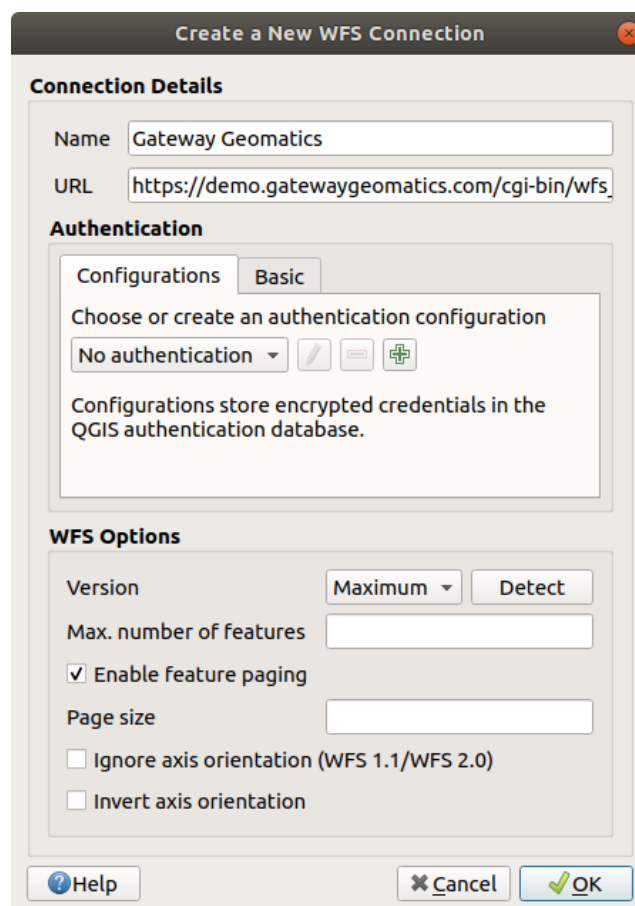 Create a New WFS Connection
Connection Details
Name Gateway Geomatics
URL https://demo.gatewaygeomatics.com/cgi-bin/wfs_
Authentication
Configurations Basic
Choose or create an authentication configuration
No authentication
Configurations store encrypted credentials in the
QGIS authentication database.
WFS Options
Version Maximum Detect
Max. number of features
Enable feature paging
Page size
Ignore axis orientation (WFS 1.1/WFS 2.0)
Invert axis orientation
Help Cancel OK